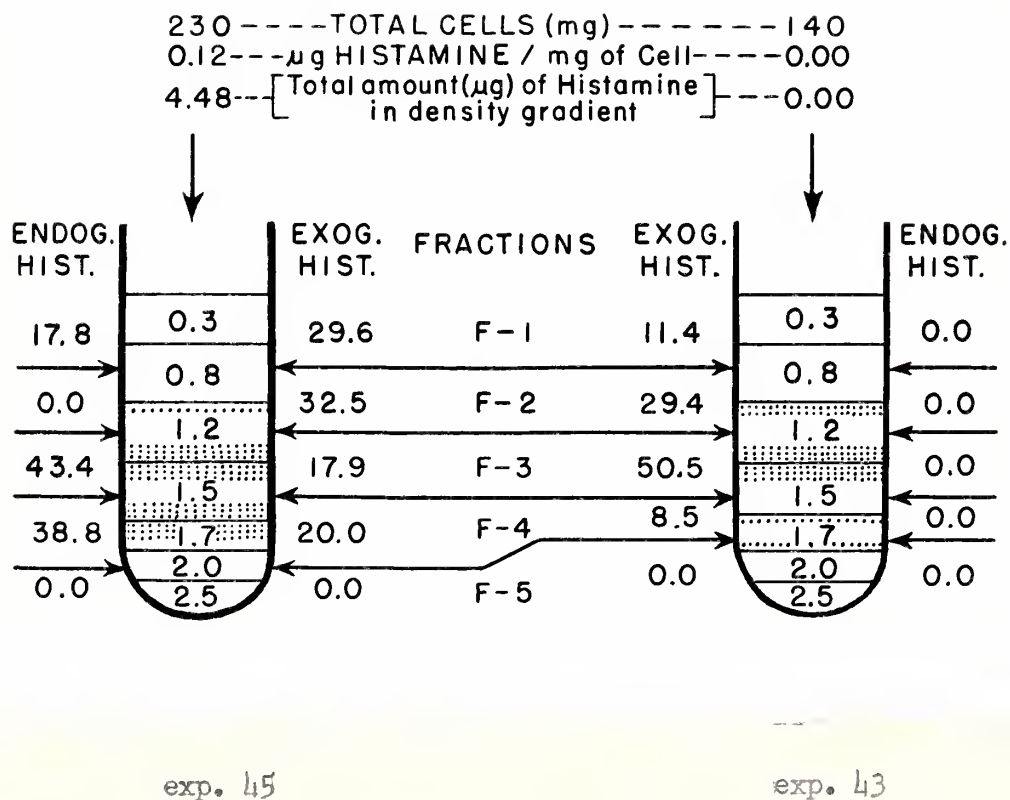 230----TOTAL CELLS (mg)-------140
0.12---μg HISTAMINE / mg of Cell----0.00
4.48---[Total amount(μg) of Histamine in density gradient]---0.00
ENDOG. HIST. EXOG. HIST. FRACTIONS EXOG. HIST. ENDOG. HIST.
17.8 0.3 29.6 F-1 11.4 0.3 0.0
0.8 0.8
0.0 1.2 32.5 F-2 29.4 1.2 0.0
43.4 1.5 17.9 F-3 50.5 1.5 0.0
38.8 1.7 20.0 F-4 8.5 1.7 0.0
2.0 2.0
0.0 2.5 0.0 F-5 0.0 2.5 0.0
exp. 45 exp. 43